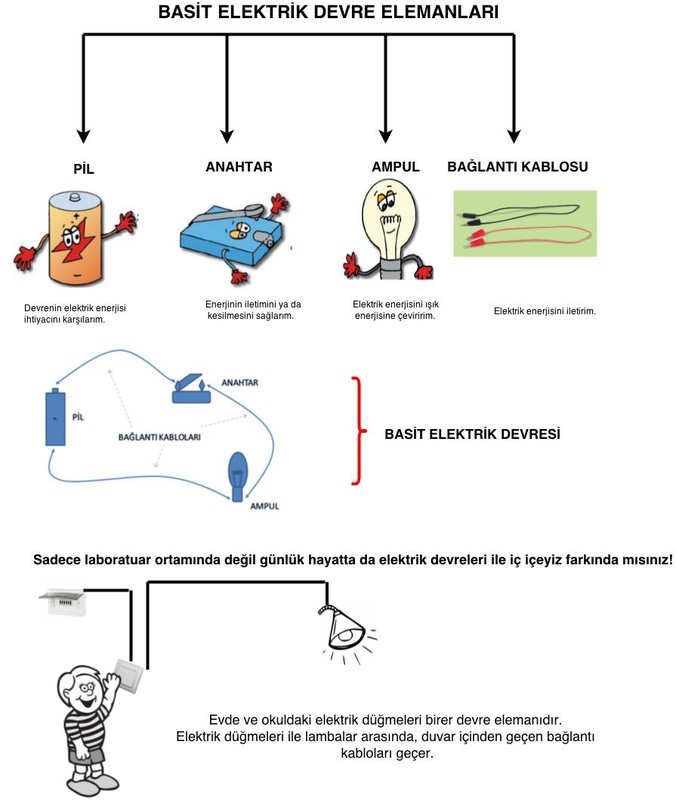 BASİT ELEKTRİK DEVRE ELEMANLARI
PİL
ANAHTAR
AMPUL
BAĞLANTI KABLOSU
Devrenin elektrik enerjisi
ihtiyacını karşılarım.
Enerjinin iletimini ya da
kesilmesini sağlarım.
Elektrik enerjisini ışık
enerjisine çeviririm.
Elektrik enerjisini iletirim.
ANAHTAR
PİL
BAĞLANTI KABLOLARI
AMPUL
BASİT ELEKTRİK DEVRESİ
Sadece laboratuar ortamında değil günlük hayatta da elektrik devreleri ile iç içeyiz farkında mısınız!
Evde ve okuldaki elektrik düğmeleri birer devre elemanıdır.
Elektrik düğmeleri ile lambalar arasında, duvar içinden geçen bağlantı
kabloları geçer.